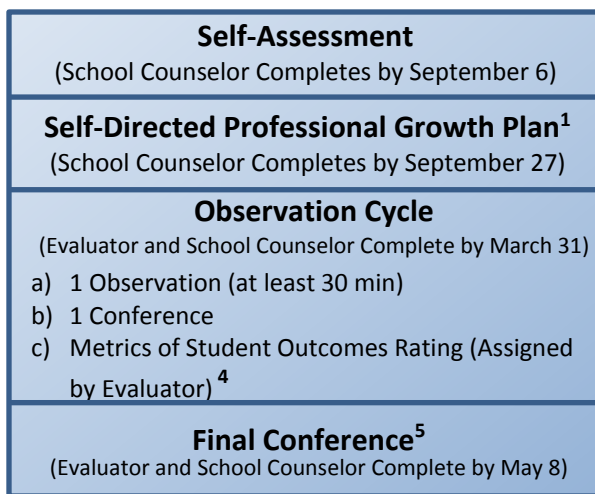 Self-Assessment
(School Counselor Completes by September 6)
Self-Directed Professional Growth Plan1
(School Counselor Completes by September 27)
Observation Cycle
(Evaluator and School Counselor Complete by March 31)
a) 1 Observation (at least 30 min)
b) 1 Conference
c) Metrics of Student Outcomes Rating (Assigned
by Evaluator) 4
Final Conference5
(Evaluator and School Counselor Complete by May 8)